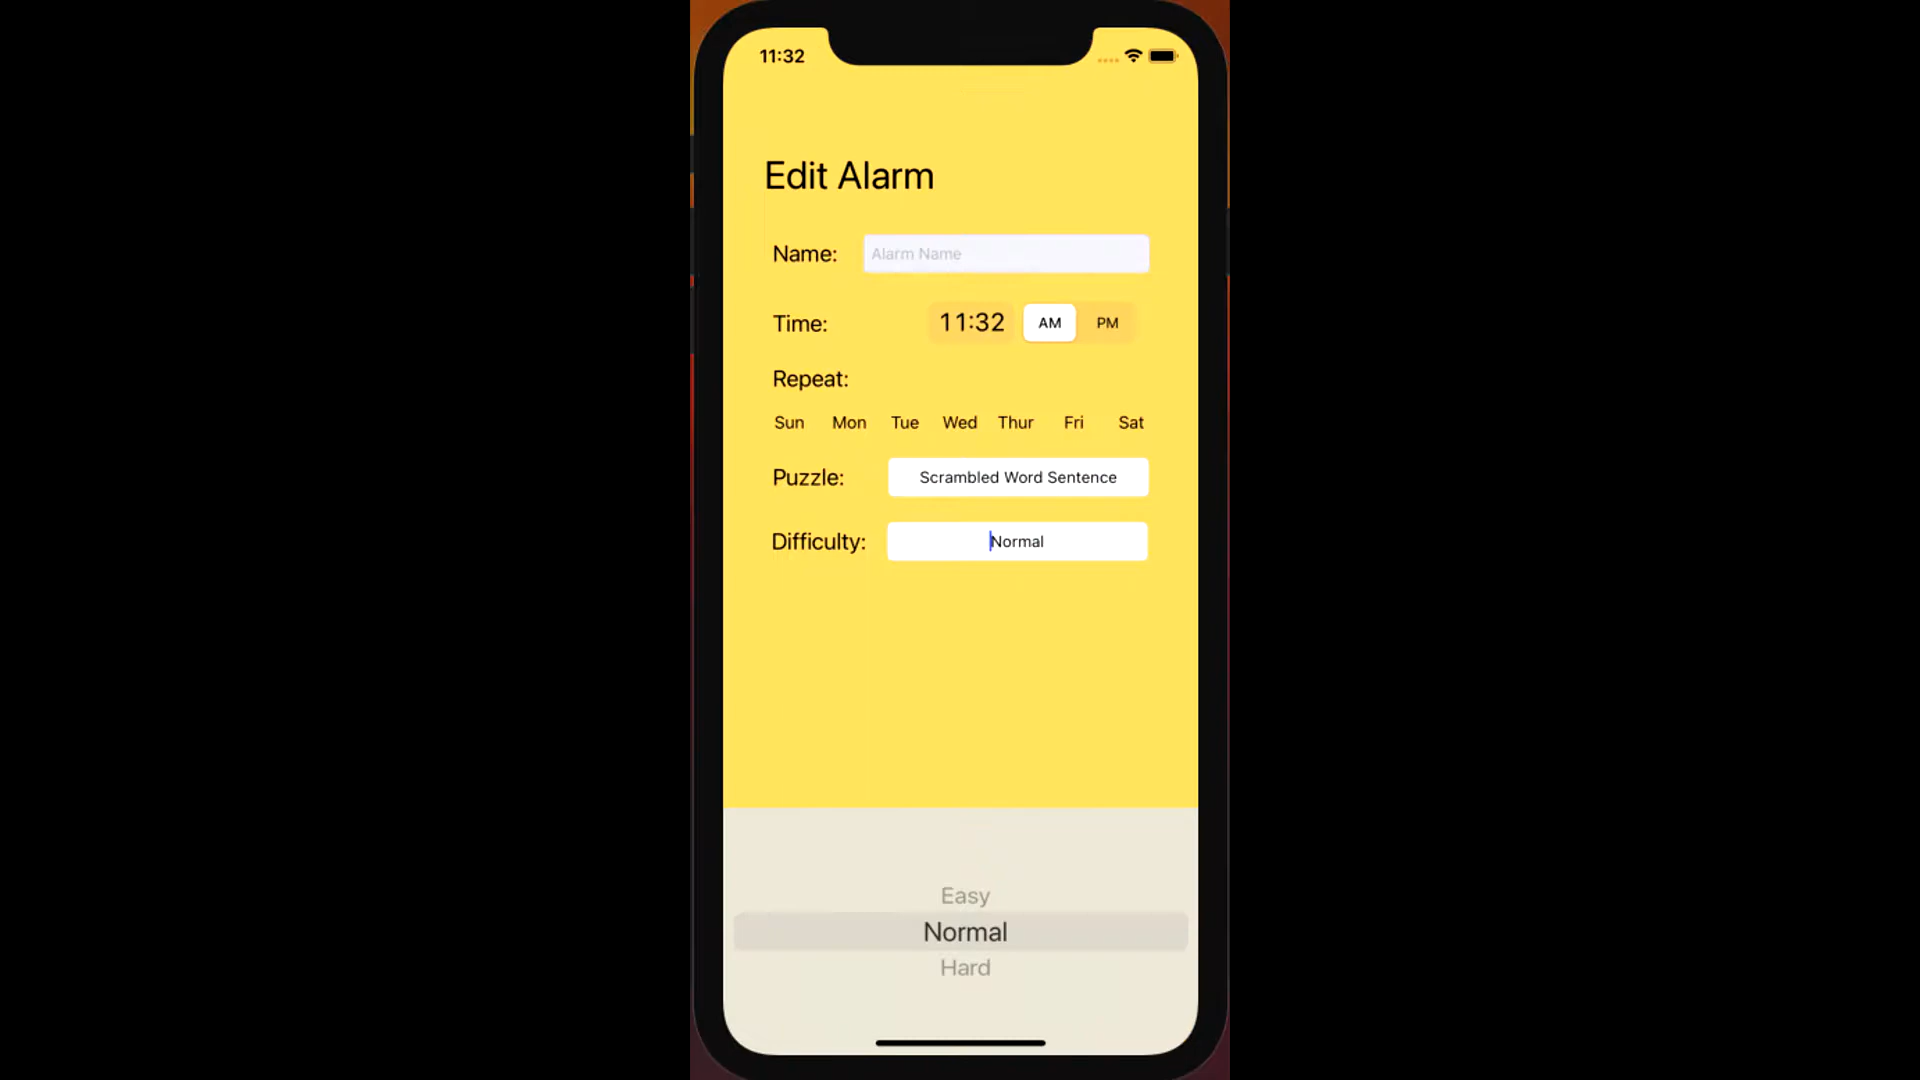 11:32
Edit Alarm
Name: Alarm Name
Time: 11:32 AM PM
Repeat:
Sun Mon Tue Wed Thur Fri Sat
Puzzle: Scrambled Word Sentence
Difficulty: Normal
Easy
Normal
Hard